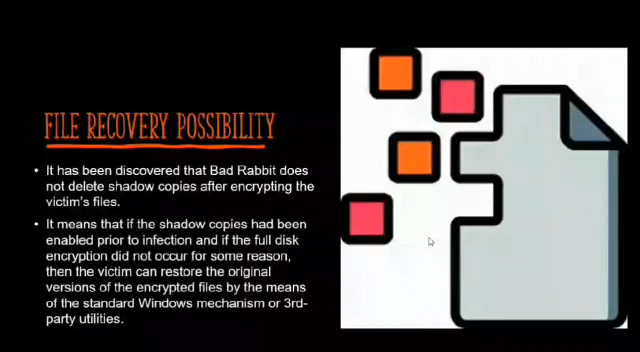 FILE RECOVERY POSSIBILITY
• It has been discovered that Bad Rabbit does
not delete shadow copies after encrypting the
victim's files.
• It means that if the shadow copies had been
enabled prior to infection and if the full disk
encryption did not occur for some reason,
then the victim can restore the original
versions of the encrypted files by the means
of the standard Windows mechanism or 3rd-
party utilities.